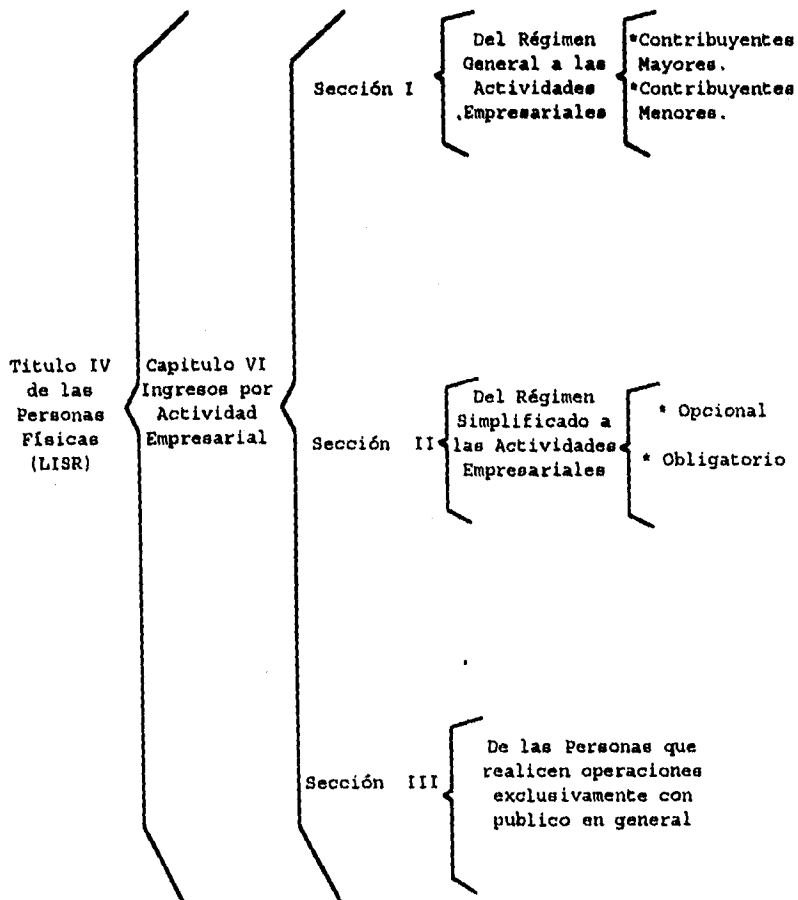 Titulo IV
de las
Personas
Físicas
(LISR)
Capitulo VI
Ingresos por
Actividad
Empresarial
Sección I
Del Régimen
General a las
Actividades
.Empresariales
*Contribuyentes
Mayores.
*Contribuyentes
Menores.
Sección II
Del Régimen
Simplificado a
las Actividades
Empresariales
* Opcional
* Obligatorio
Sección III
De las Personas que
realicen operaciones
exclusivamente con
publico en general